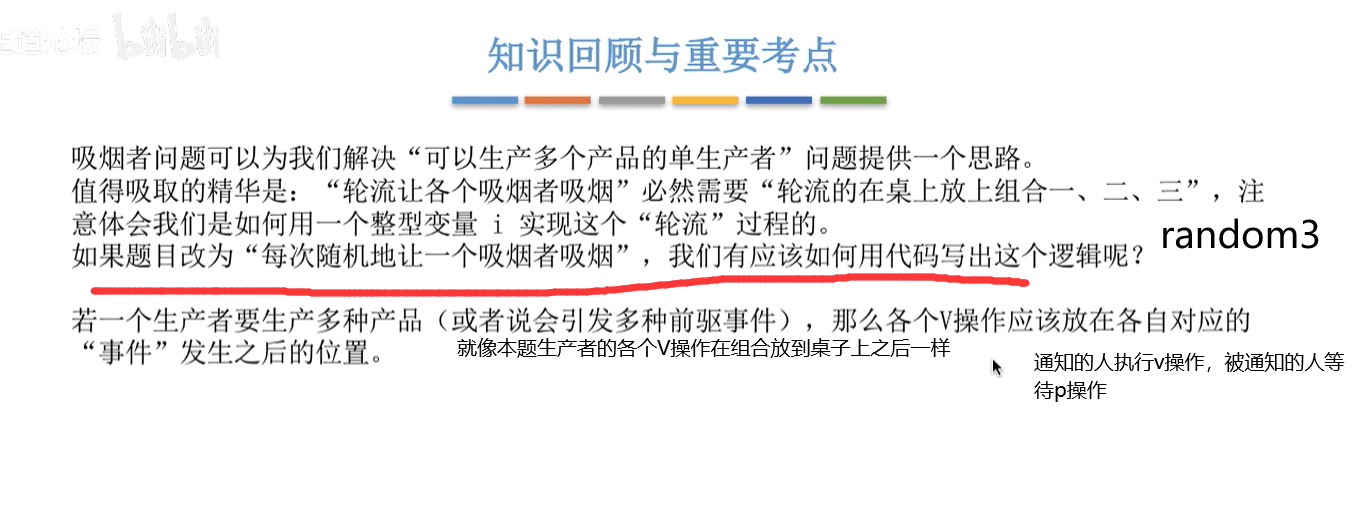 王道论坛 bilibili
知识回顾与重要考点
吸烟者问题可以为我们解决“可以生产多个产品的单生产者”问题提供一个思路。
值得吸取的精华是：“轮流让各个吸烟者吸烟”必然需要“轮流的在桌上放上组合一、二、三”，注
意体会我们是如何用一个整型变量 i 实现这个“轮流”过程的。
如果题目改为“每次随机地让一个吸烟者吸烟”，我们有应该如何用代码写出这个逻辑呢？
random3
若一个生产者要生产多种产品（或者说会引发多种前驱事件），那么各个V操作应该放在各自对应的
“事件”发生之后的位置。
就像本题生产者的各个V操作在组合放到桌子上之后一样
通知的人执行v操作，被通知的人等
待p操作